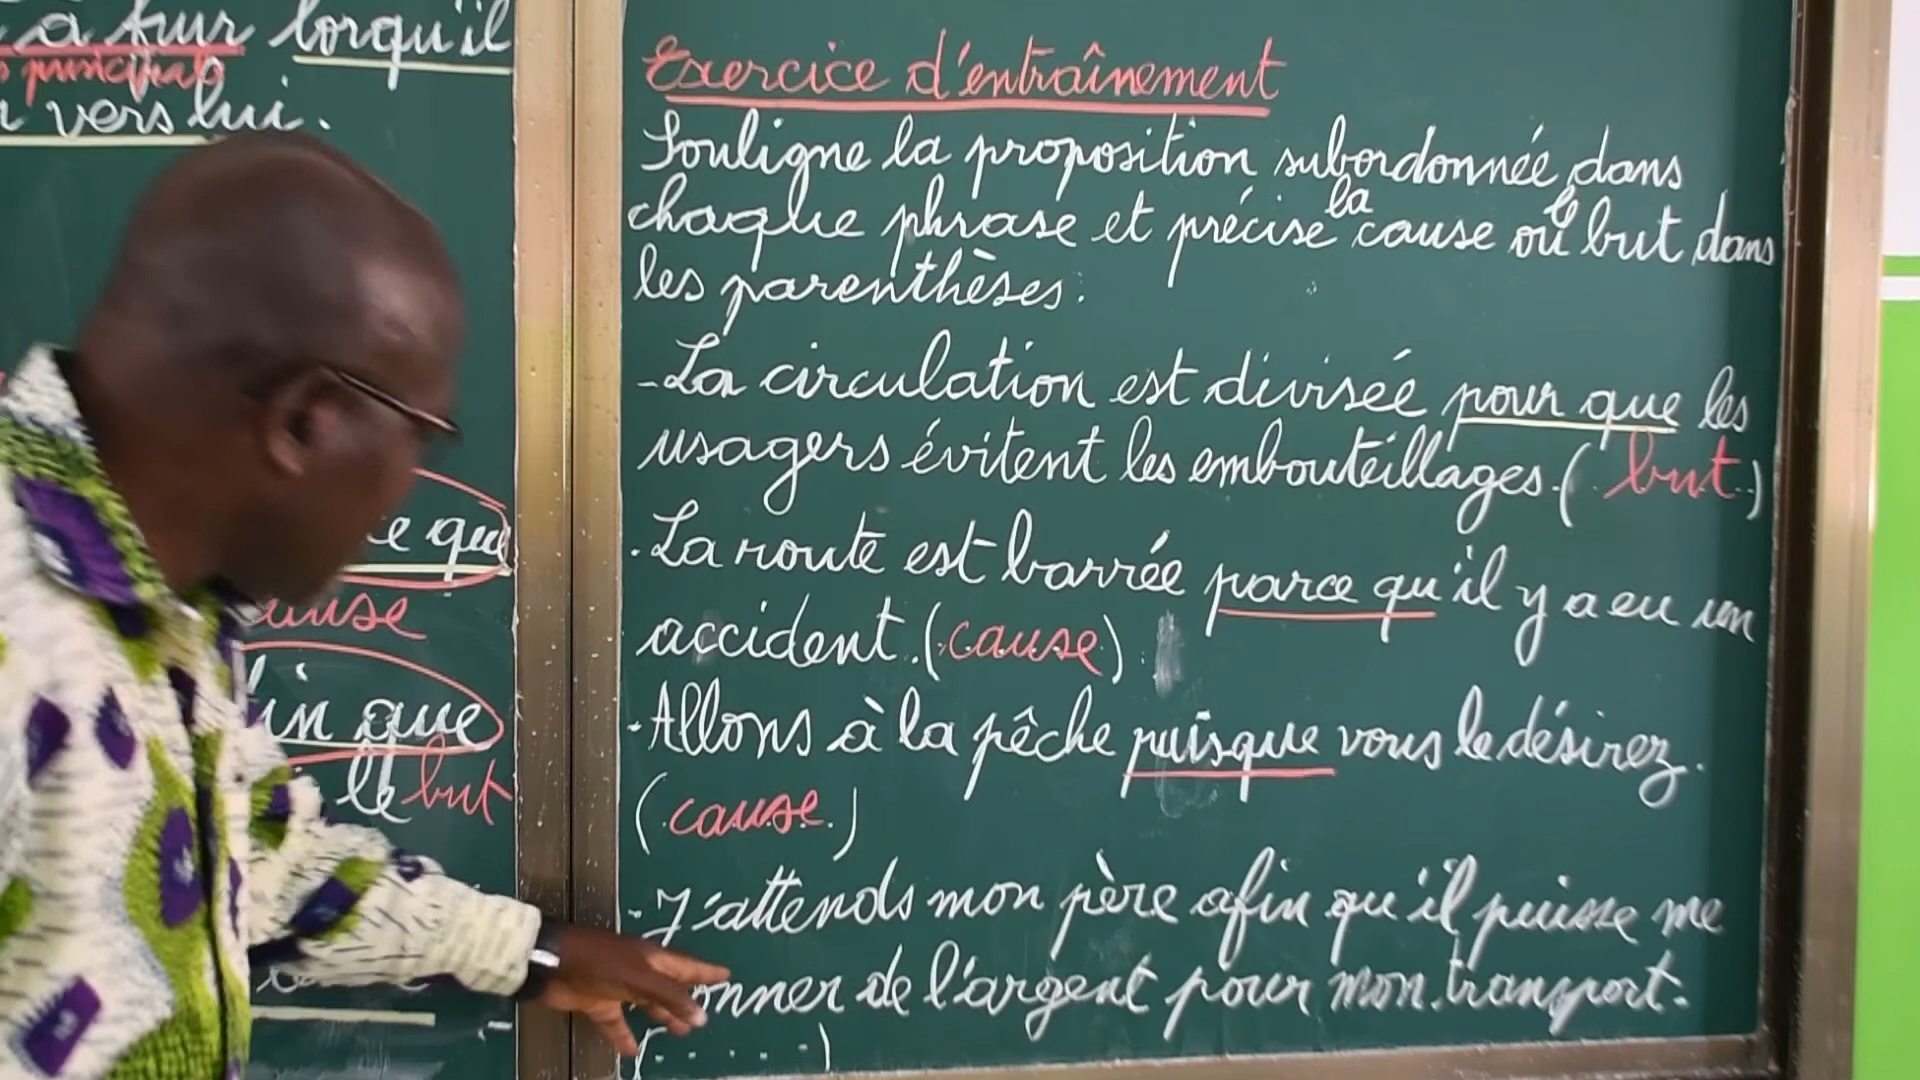 à fuir lorsqu'il
vers lui.
e que
cause
in que
le but
Exercice d'entraînement
Souligne la proposition subordonnée dans
chaque phrase et précise la cause ou le but dans
les parenthèses.
- La circulation est divisée pour que les
usagers évitent les embouteillages. (but)
. La route est barrée parce qu'il y a eu un
accident. (cause)
- Allons à la pêche puisque vous le désirez.
(cause)
- J'attends mon père afin qu'il puisse me
onner de l'argent pour mon transport.
(.....)